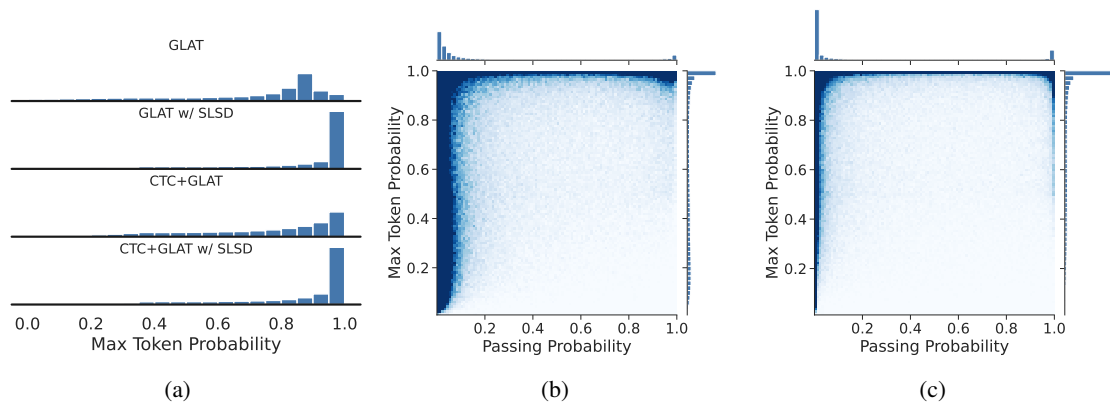 GLAT
GLAT w/ SLSD
CTC+GLAT
CTC+GLAT w/ SLSD
0.0 0.2 0.4 0.6 0.8 1.0
Max Token Probability
(a)
1.0
0.8
0.6
0.4
0.2
Max Token Probability
0.2 0.4 0.6 0.8 1.0
Passing Probability
(b)
1.0
0.8
0.6
0.4
0.2
Max Token Probability
0.2 0.4 0.6 0.8 1.0
Passing Probability
(c)